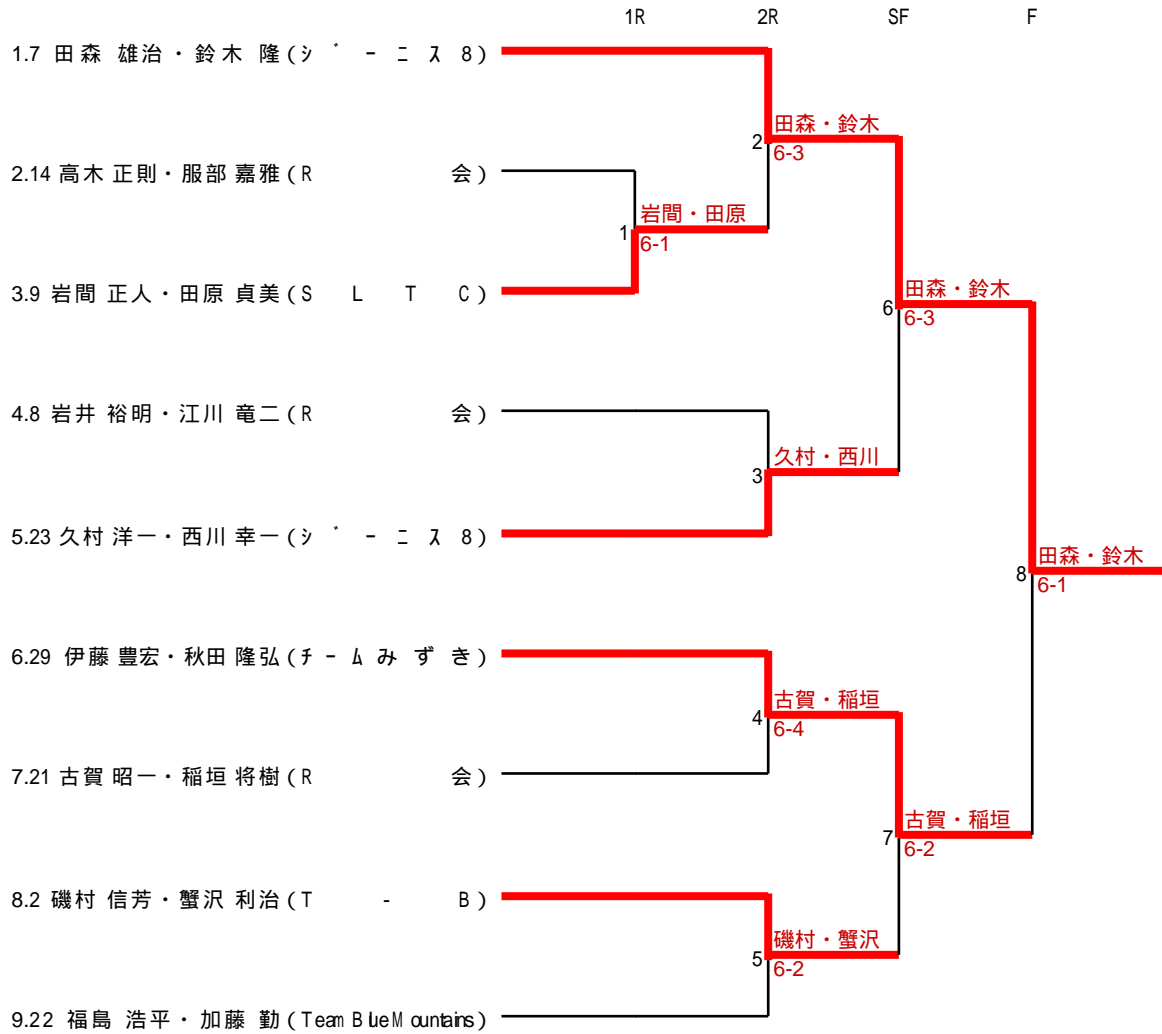 1R 2R SF F
1.7 田森 雄治・鈴木 隆(ジーニス8)
田森・鈴木
2
6-3
2.14 高木 正則・服部 嘉雅(R 会)
岩間・田原
1
6-1
3.9 岩間 正人・田原 貞美(S L T C)
田森・鈴木
6
6-3
4.8 岩井 裕明・江川 竜二(R 会)
久村・西川
3
5.23 久村 洋一・西川 幸一(ジーニス8)
田森・鈴木
8
6-1
6.29 伊藤 豊宏・秋田 隆弘(チームみずき)
古賀・稲垣
4
6-4
7.21 古賀 昭一・稲垣 将樹(R 会)
古賀・稲垣
7
6-2
8.2 磯村 信芳・蟹沢 利治(T - B)
磯村・蟹沢
5
6-2
9.22 福島 浩平・加藤 勤(Team Blue Mountains)